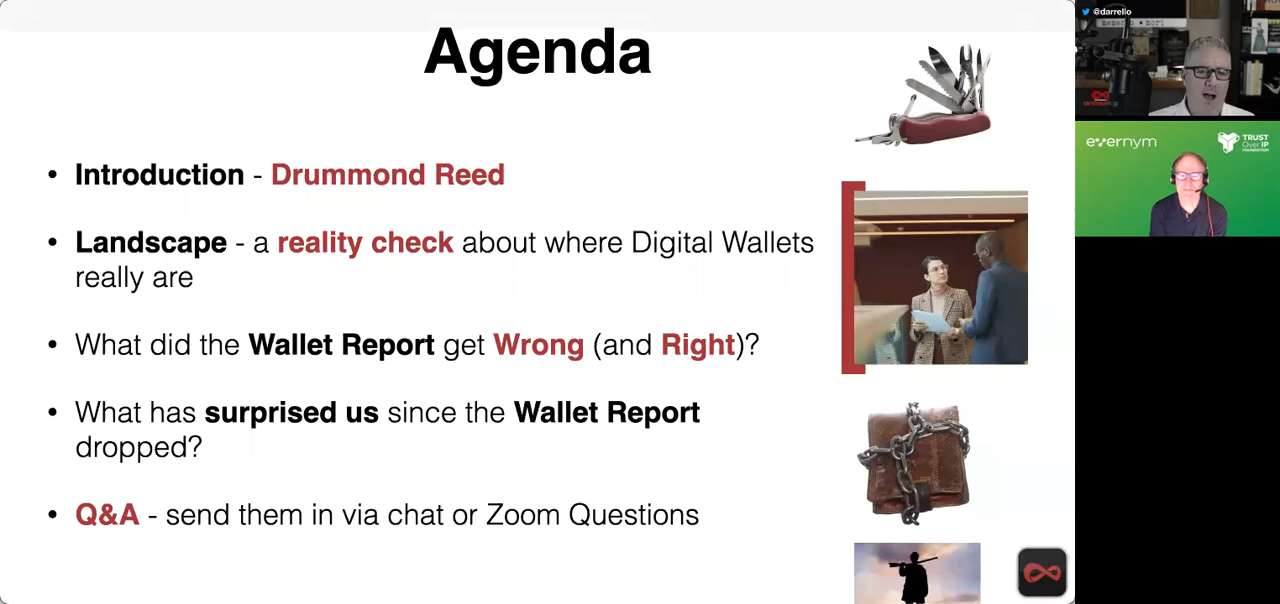 Agenda
• Introduction - Drummond Reed
• Landscape - a reality check about where Digital Wallets
really are
• What did the Wallet Report get Wrong (and Right)?
• What has surprised us since the Wallet Report
dropped?
• Q&A - send them in via chat or Zoom Questions
@darrello
evernym
TRUST
Over IP
FOUNDATION